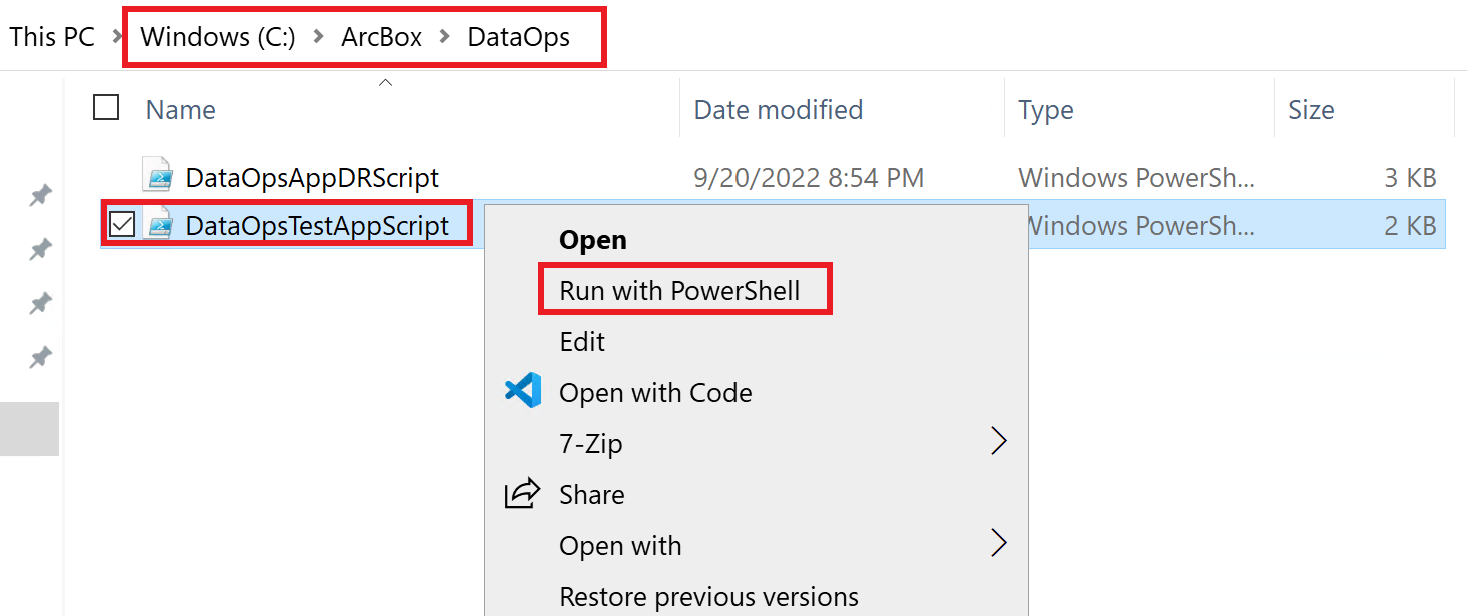 This PC > Windows (C:) > ArcBox > DataOps
Name Date modified Type Size
DataOpsAppDRScript 9/20/2022 8:54 PM Windows PowerSh... 3 KB
DataOpsTestAppScript Windows PowerSh... 2 KB
Open
Run with PowerShell
Edit
Open with Code
7-Zip
Share
Open with
Restore previous versions